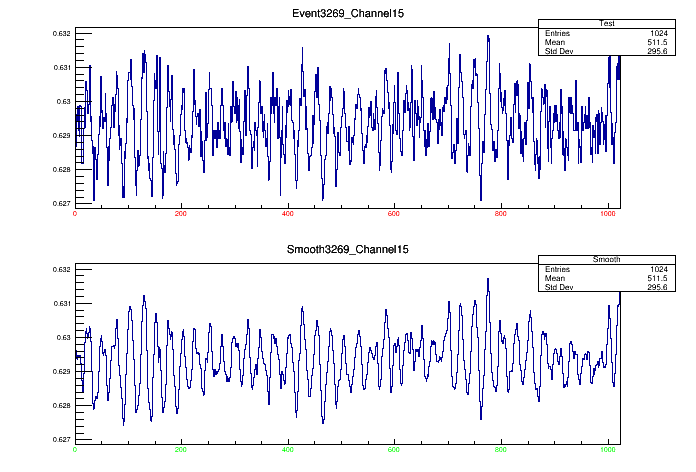 Event3269_Channel15
Test
Entries 1024
Mean 511.5
Std Dev 295.6
0.632
0.631
0.63
0.629
0.628
0.627
0 200 400 600 800 1000
Smooth3269_Channel15
Smooth
Entries 1024
Mean 511.5
Std Dev 295.6
0.632
0.631
0.63
0.629
0.628
0.627
0 200 400 600 800 1000